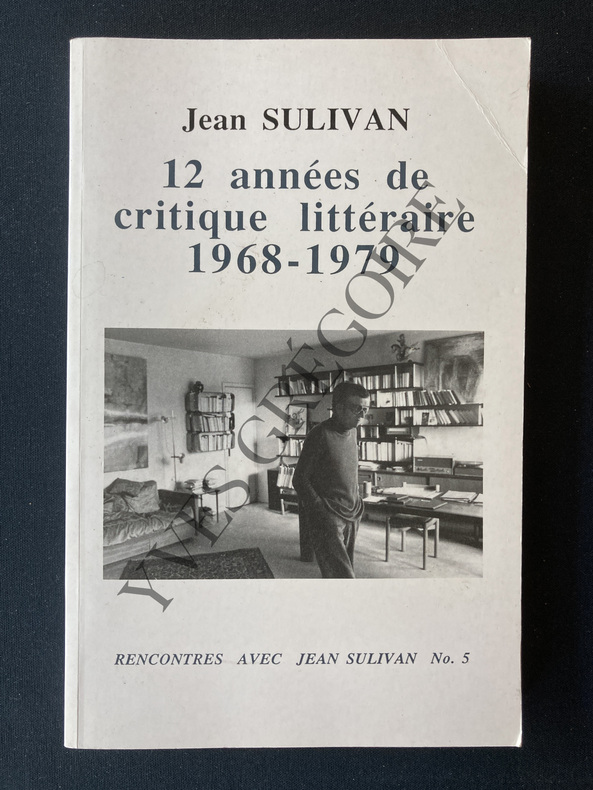 Jean SULIVAN
12 années de
critique littéraire
1968-1979
YVES GRÉGOIRE
RENCONTRES AVEC JEAN SULIVAN No. 5